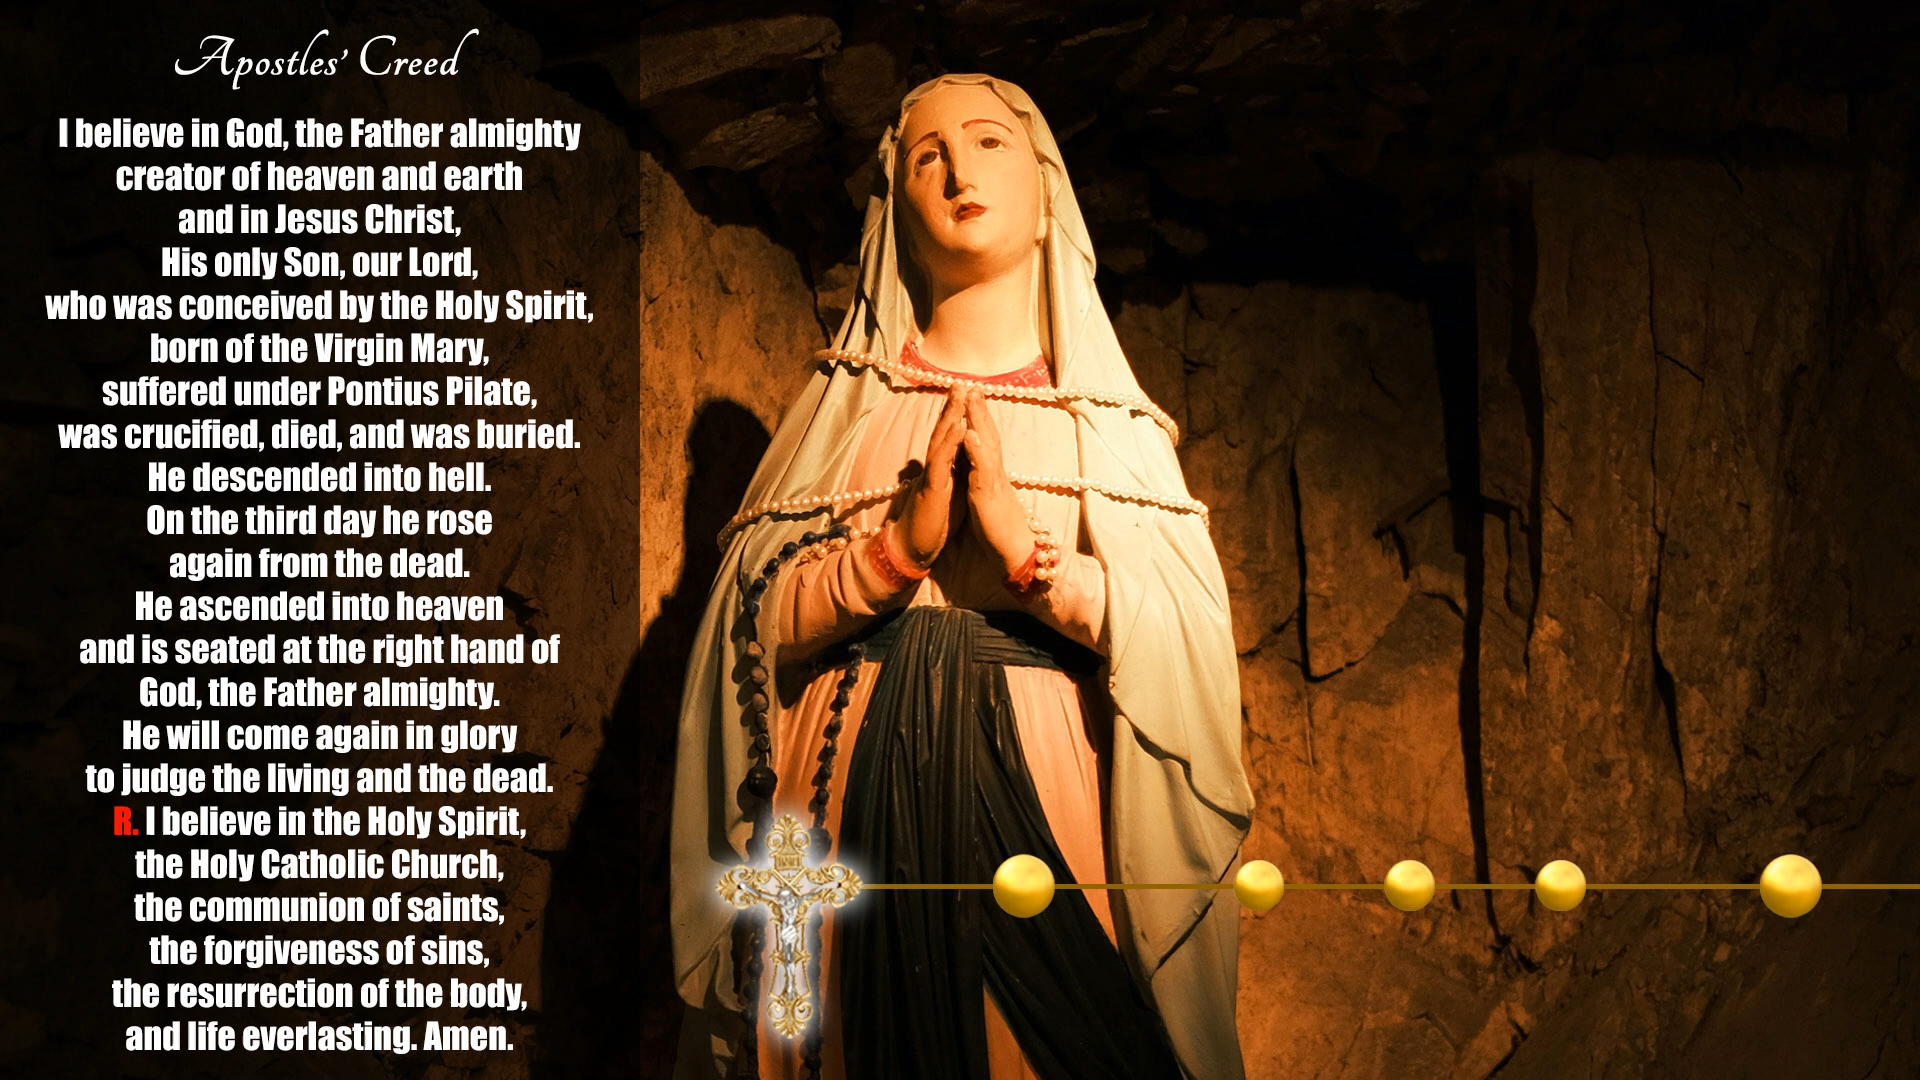 Apostles' Creed
I believe in God, the Father almighty
creator of heaven and earth
and in Jesus Christ,
His only Son, our Lord,
who was conceived by the Holy Spirit,
born of the Virgin Mary,
suffered under Pontius Pilate,
was crucified, died, and was buried.
He descended into hell.
On the third day he rose
again from the dead.
He ascended into heaven
and is seated at the right hand of
God, the Father almighty.
He will come again in glory
to judge the living and the dead.
R. I believe in the Holy Spirit,
the Holy Catholic Church,
the communion of saints,
the forgiveness of sins,
the resurrection of the body,
and life everlasting. Amen.
INRI